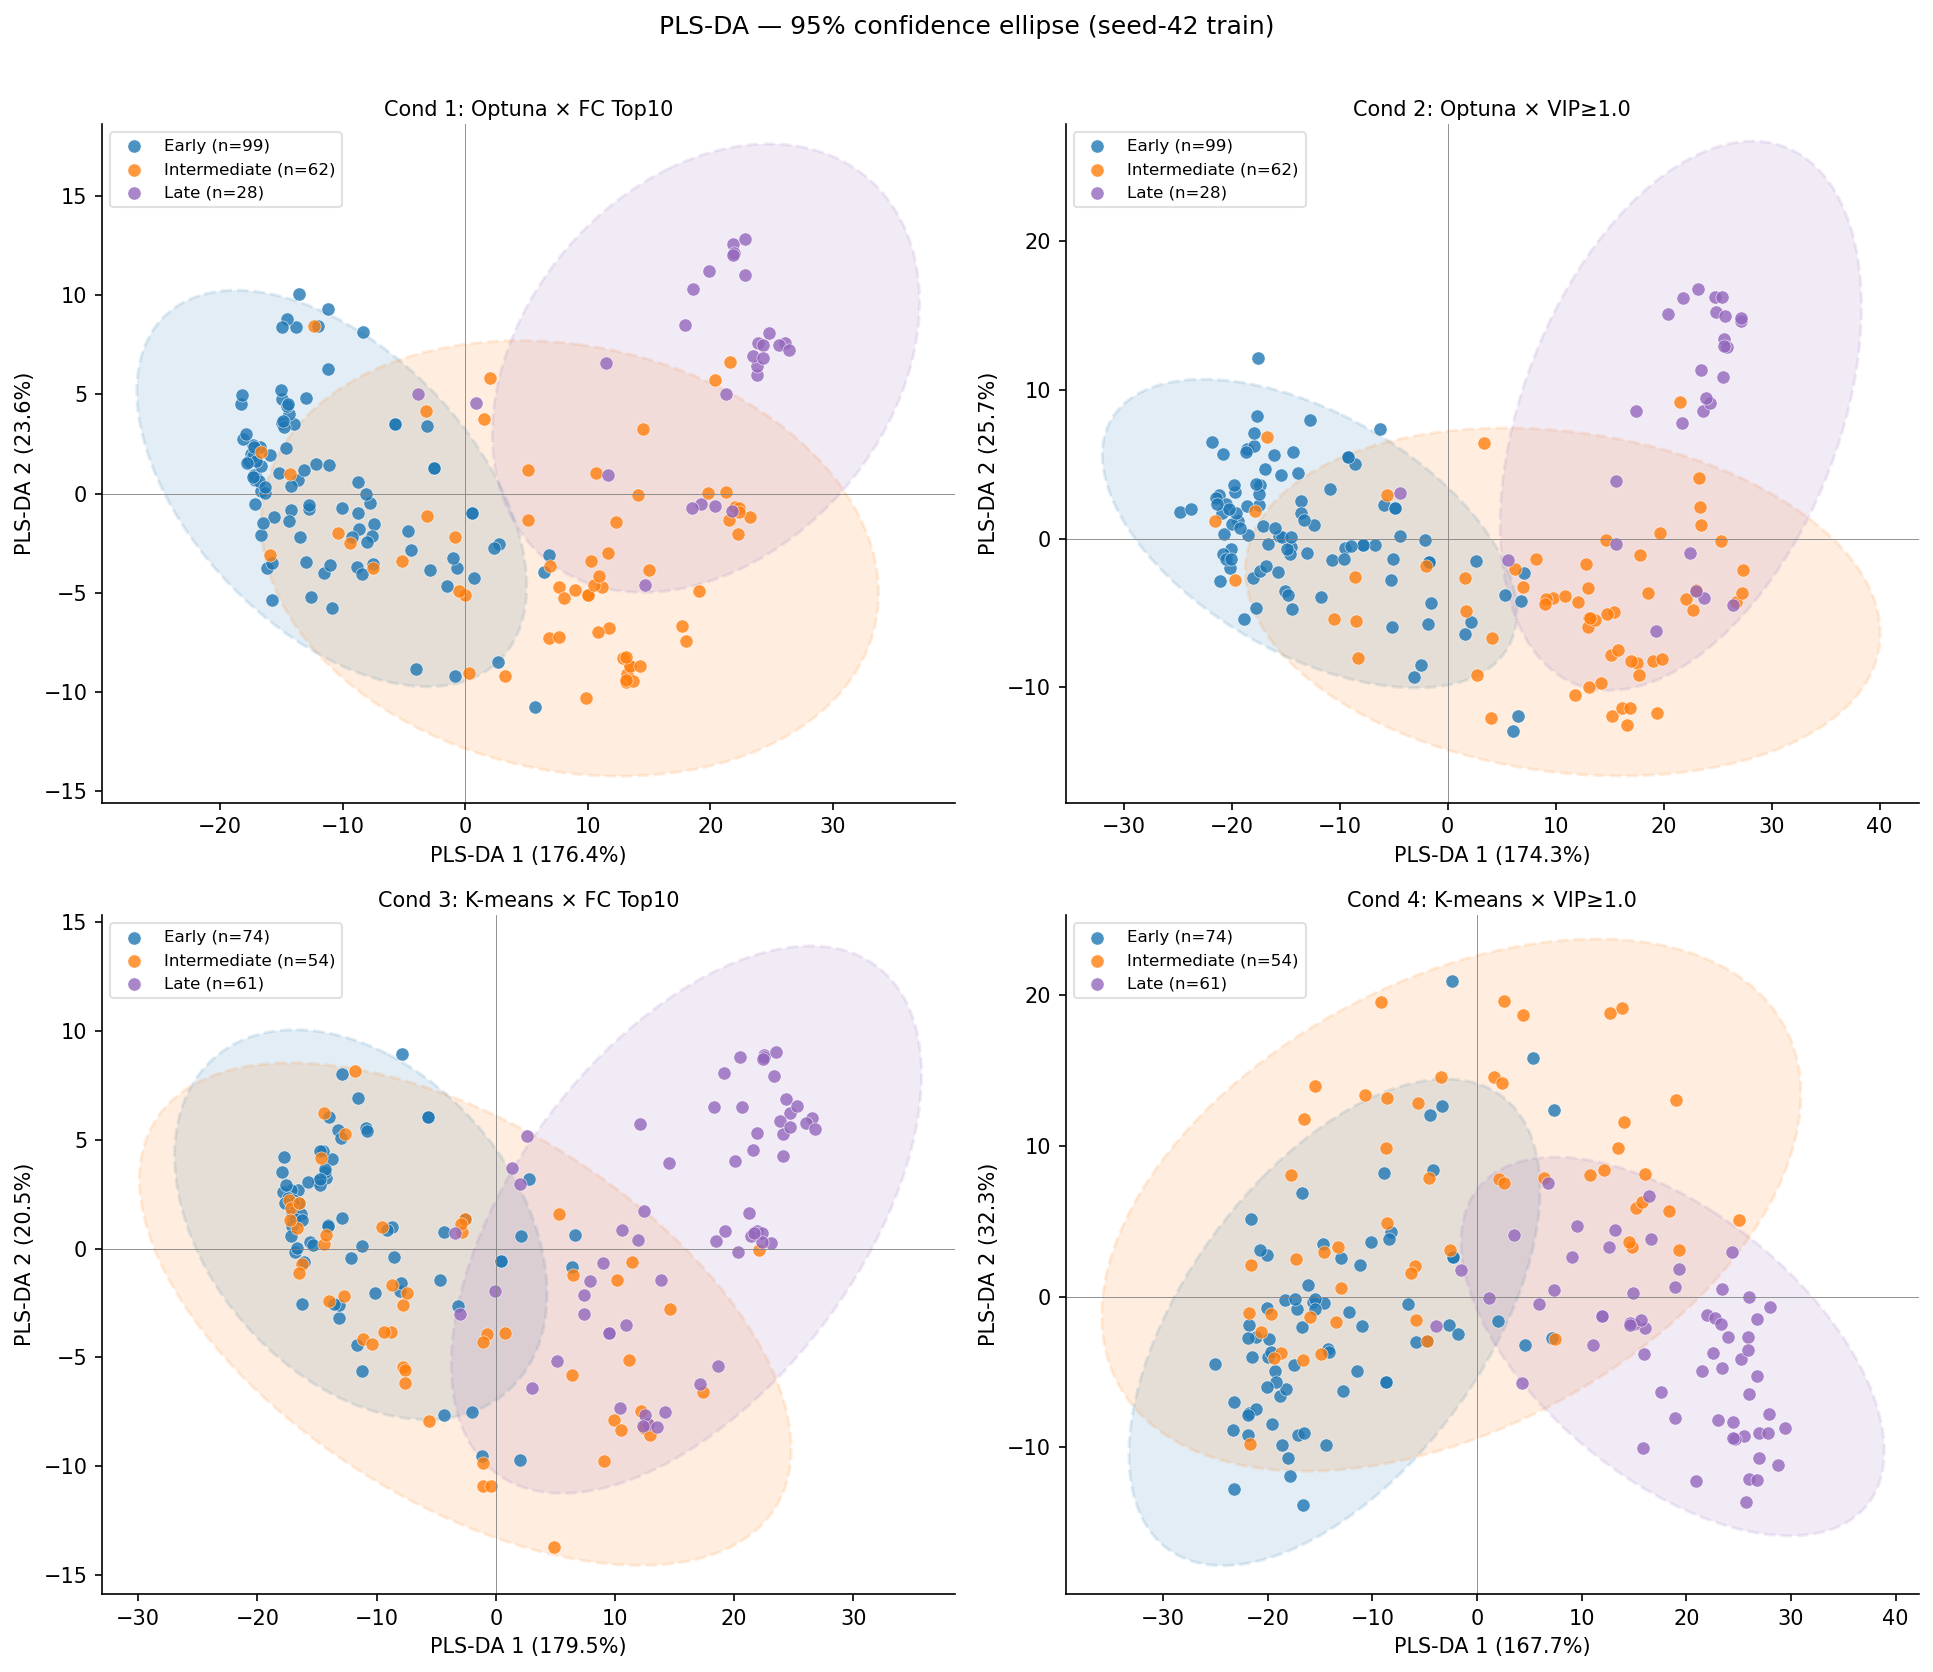 PLS-DA — 95% confidence ellipse (seed-42 train)
Cond 1: Optuna × FC Top10
Early (n=99)
Intermediate (n=62)
Late (n=28)
15
10
5
0
−5
−10
−15
PLS-DA 2 (23.6%)
−20
−10
0
10
20
30
PLS-DA 1 (176.4%)
Cond 2: Optuna × VIP≥1.0
Early (n=99)
Intermediate (n=62)
Late (n=28)
20
10
0
−10
PLS-DA 2 (25.7%)
−30
−20
−10
0
10
20
30
40
PLS-DA 1 (174.3%)
Cond 3: K-means × FC Top10
Early (n=74)
Intermediate (n=54)
Late (n=61)
15
10
5
0
−5
−10
−15
PLS-DA 2 (20.5%)
−30
−20
−10
0
10
20
30
PLS-DA 1 (179.5%)
Cond 4: K-means × VIP≥1.0
Early (n=74)
Intermediate (n=54)
Late (n=61)
20
10
0
−10
PLS-DA 2 (32.3%)
−30
−20
−10
0
10
20
30
40
PLS-DA 1 (167.7%)